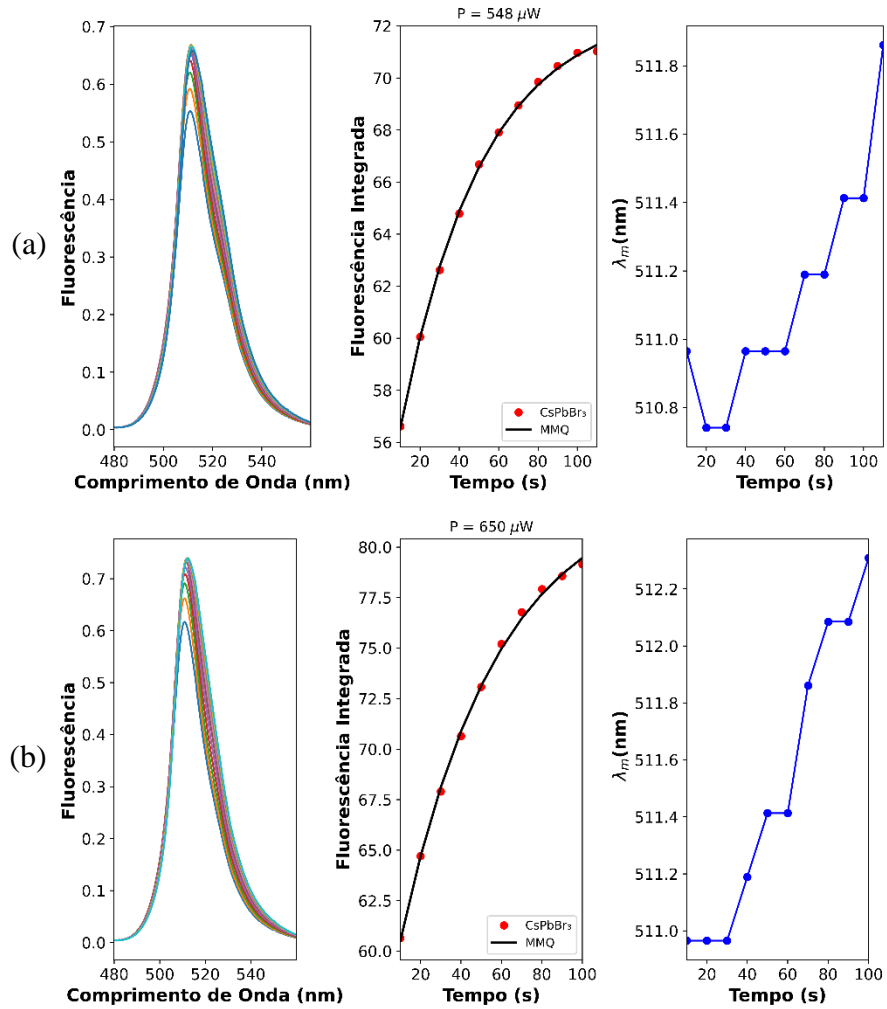 (a)
Fluorescência
0.7
0.6
0.5
0.4
0.3
0.2
0.1
0.0
480 500 520 540
Comprimento de Onda (nm)
P = 548 μW
Fluorescência Integrada
72
70
68
66
64
62
60
58
56
CsPbBr₃
MMQ
20 40 60 80 100
Tempo (s)
λm(nm)
511.8
511.6
511.4
511.2
511.0
510.8
20 40 60 80 100
Tempo (s)
(b)
Fluorescência
0.7
0.6
0.5
0.4
0.3
0.2
0.1
0.0
480 500 520 540
Comprimento de Onda (nm)
P = 650 μW
Fluorescência Integrada
80.0
77.5
75.0
72.5
70.0
67.5
65.0
62.5
60.0
CsPbBr₃
MMQ
20 40 60 80 100
Tempo (s)
λm(nm)
512.2
512.0
511.8
511.6
511.4
511.2
511.0
20 40 60 80 100
Tempo (s)